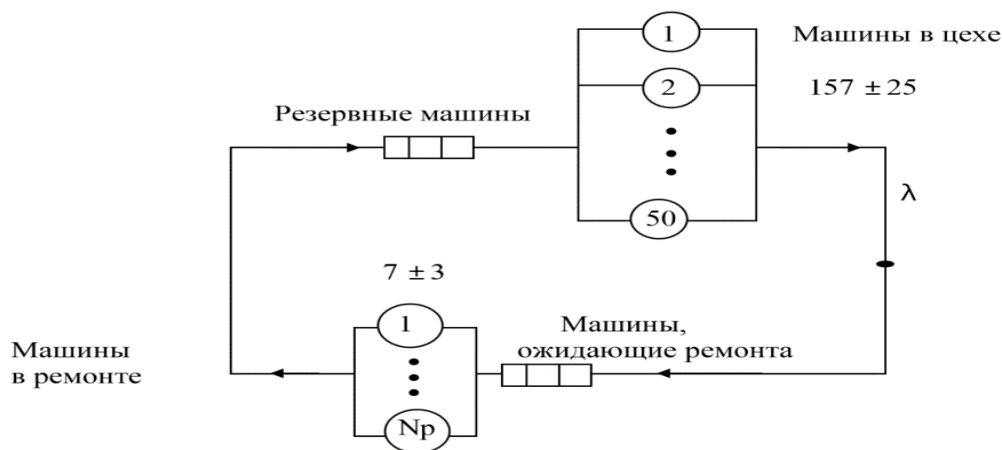 1
Машины в цехе
2
157 ± 25
Резервные машины
50
λ
7 ± 3
1
Машины,
ожидающие ремонта
Машины
в ремонте
Np